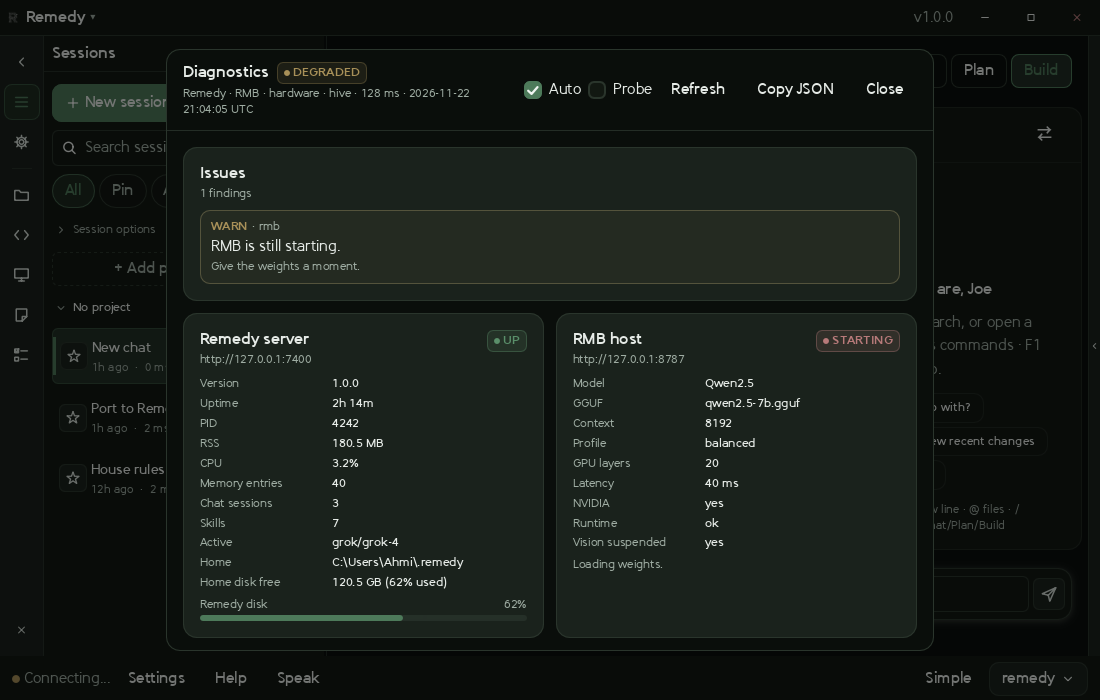 Remedy
v1.0.0
Sessions
Diagnostics
DEGRADED
Remedy · RMB · hardware · hive · 128 ms · 2026-11-22
21:04:05 UTC
Auto
Probe
Refresh
Copy JSON
Close
Plan
Build
+ New session
Search sessi
All
Pin
Session options
+ Add p
No project
New chat
1h ago · 0 m
Port to Rem
1h ago · 2 m
House rules
12h ago · 2 m
Issues
1 findings
WARN · rmb
RMB is still starting.
Give the weights a moment.
Remedy server
UP
http://127.0.0.1:7400
Version 1.0.0
Uptime 2h 14m
PID 4242
RSS 180.5 MB
CPU 3.2%
Memory entries 40
Chat sessions 3
Skills 7
Active grok/grok-4
Home C:\Users\Ahmi\.remedy
Home disk free 120.5 GB (62% used)
Remedy disk 62%
RMB host
STARTING
http://127.0.0.1:8787
Model Qwen2.5
GGUF qwen2.5-7b.gguf
Context 8192
Profile balanced
GPU layers 20
Latency 40 ms
NVIDIA yes
Runtime ok
Vision suspended yes
Loading weights.
are, Joe
arch, or open a
commands · F1
with?
ew recent changes
line · @ files · /
at/Plan/Build
Connecting...
Settings
Help
Speak
Simple
remedy